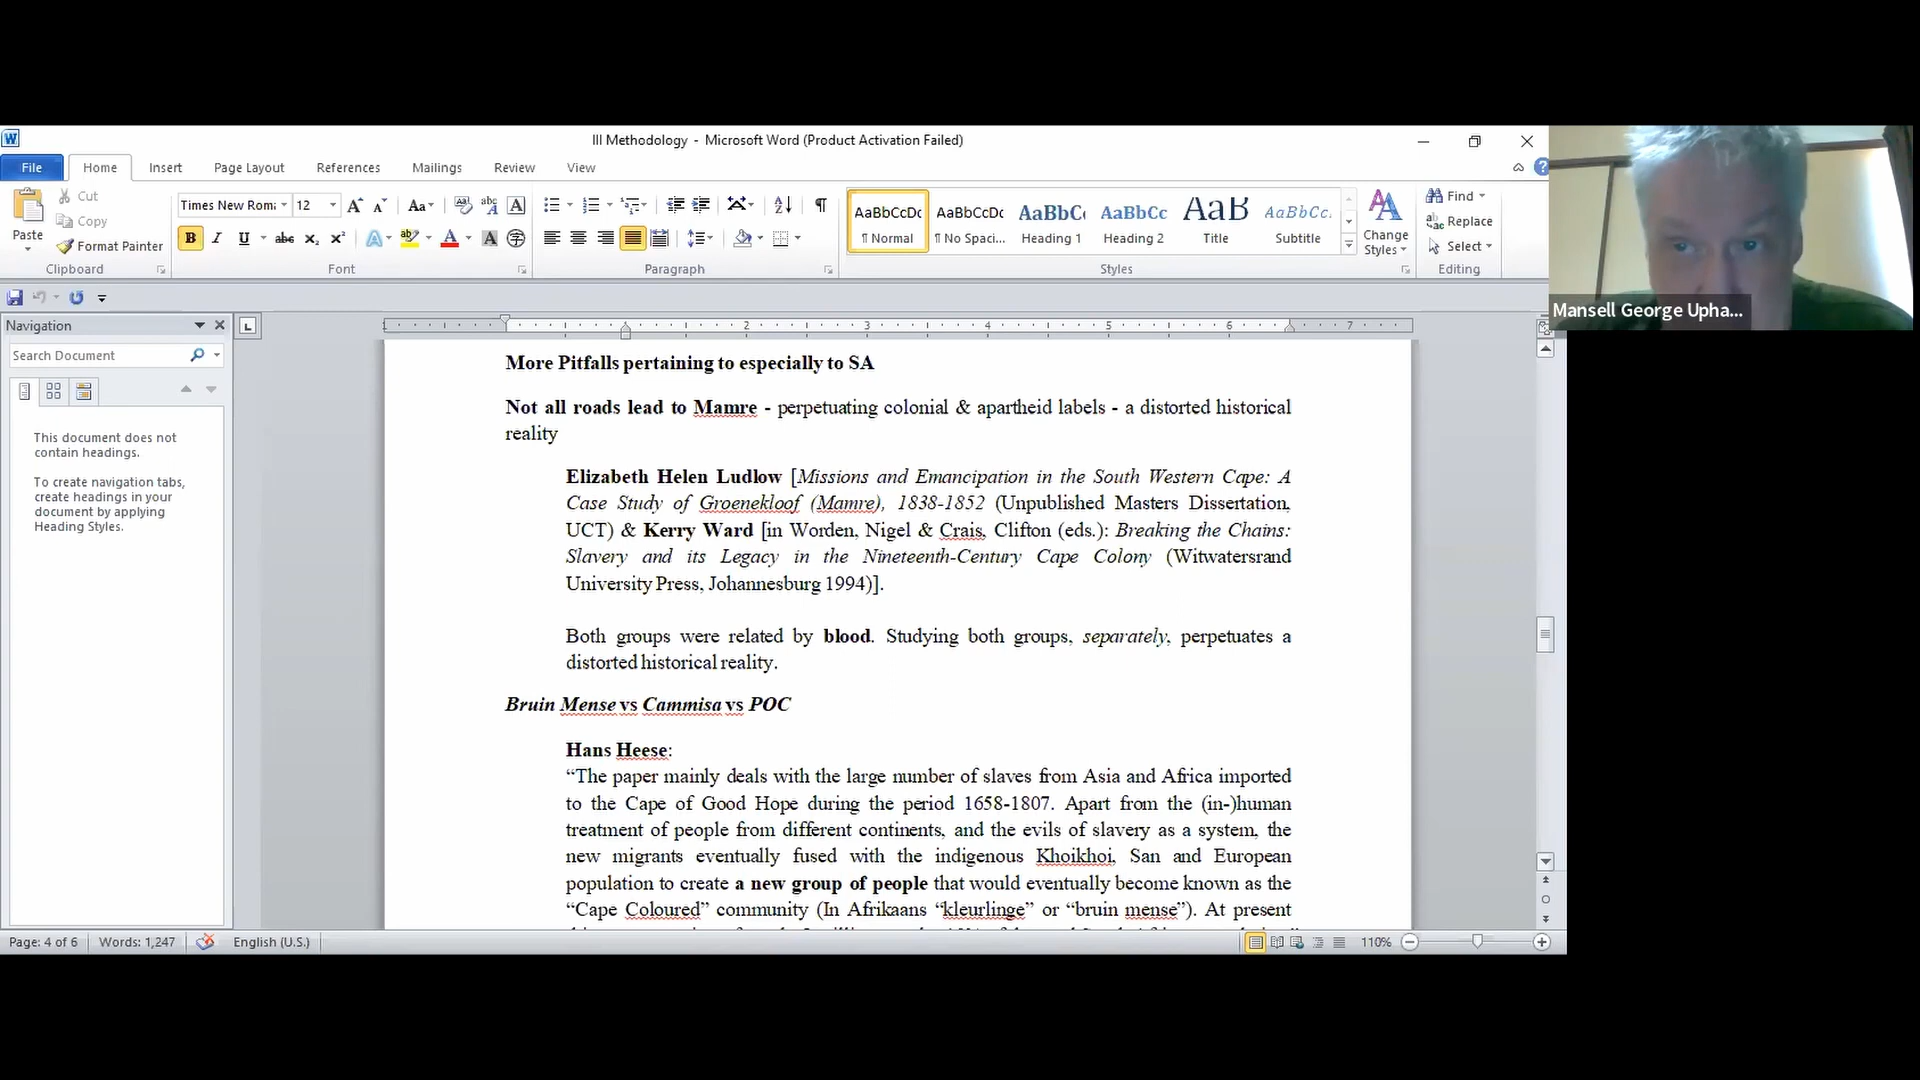 III Methodology - Microsoft Word (Product Activation Failed)
File Home Insert Page Layout References Mailings Review View
Paste
Cut
Copy
Format Painter
Clipboard
Times New Rom 12
Font
Paragraph
AaBbCcDc AaBbCcDc AaBbCc AaBbCc AaB AaBbCc.
¶ Normal ¶ No Spaci... Heading 1 Heading 2 Title Subtitle
Change
Styles
Styles
Find
Replace
Select
Editing
Mansell George Upha...
Navigation
Search Document
This document does not
contain headings.
To create navigation tabs,
create headings in your
document by applying
Heading Styles.
1 2 3 4 5 6 7
More Pitfalls pertaining to especially to SA
Not all roads lead to Mamre - perpetuating colonial & apartheid labels - a distorted historical
reality
Elizabeth Helen Ludlow [Missions and Emancipation in the South Western Cape: A
Case Study of Groenekloof (Mamre), 1838-1852 (Unpublished Masters Dissertation,
UCT) & Kerry Ward [in Worden, Nigel & Crais, Clifton (eds.): Breaking the Chains:
Slavery and its Legacy in the Nineteenth-Century Cape Colony (Witwatersrand
University Press, Johannesburg 1994)].
Both groups were related by blood. Studying both groups, separately, perpetuates a
distorted historical reality.
Bruin Mense vs Cammisa vs POC
Hans Heese:
“The paper mainly deals with the large number of slaves from Asia and Africa imported
to the Cape of Good Hope during the period 1658-1807. Apart from the (in-)human
treatment of people from different continents, and the evils of slavery as a system, the
new migrants eventually fused with the indigenous Khoikhoi, San and European
population to create a new group of people that would eventually become known as the
“Cape Coloured” community (In Afrikaans “kleurlinge” or “bruin mense”). At present
Page: 4 of 6 Words: 1,247 English (U.S.) 110%